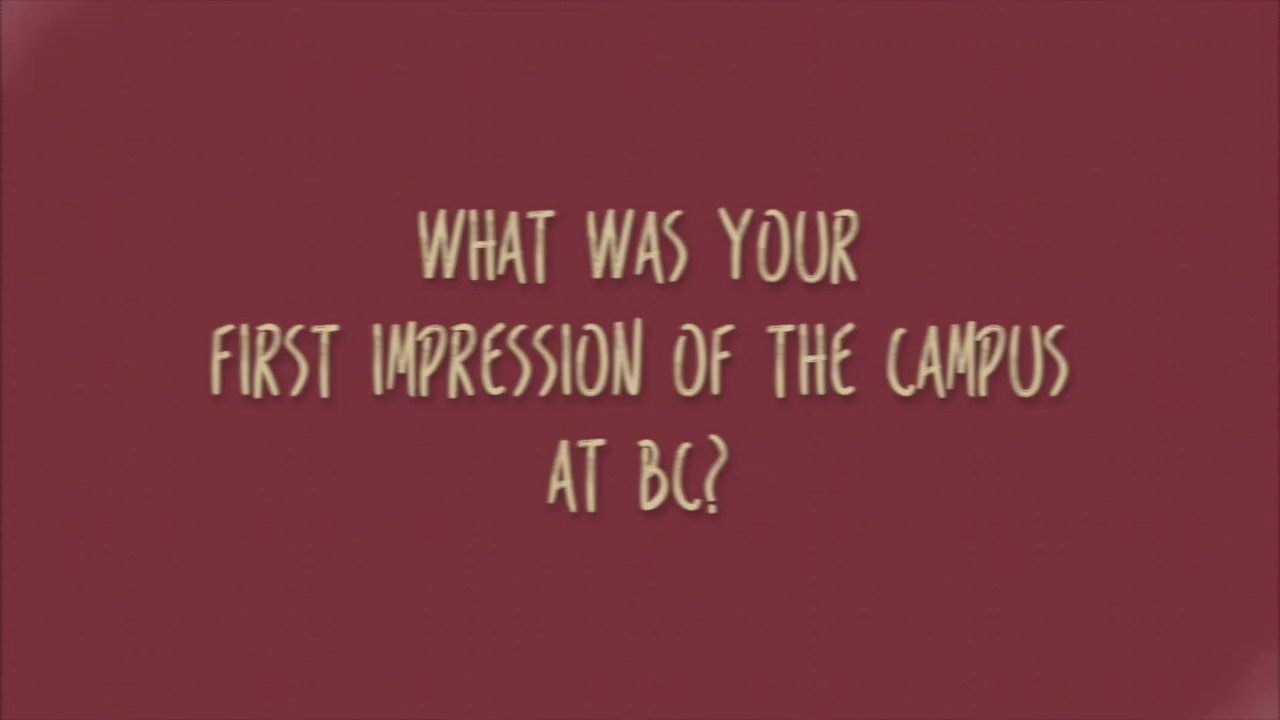 WHAT WAS YOUR
FIRST IMPRESSION OF THE CAMPUS
AT BC?